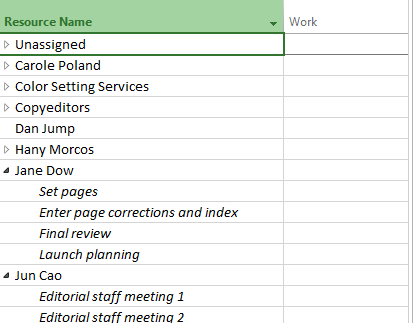 Resource Name Work
Unassigned
Carole Poland
Color Setting Services
Copyeditors
Dan Jump
Hany Morcos
Jane Dow
Set pages
Enter page corrections and index
Final review
Launch planning
Jun Cao
Editorial staff meeting 1
Editorial staff meeting 2